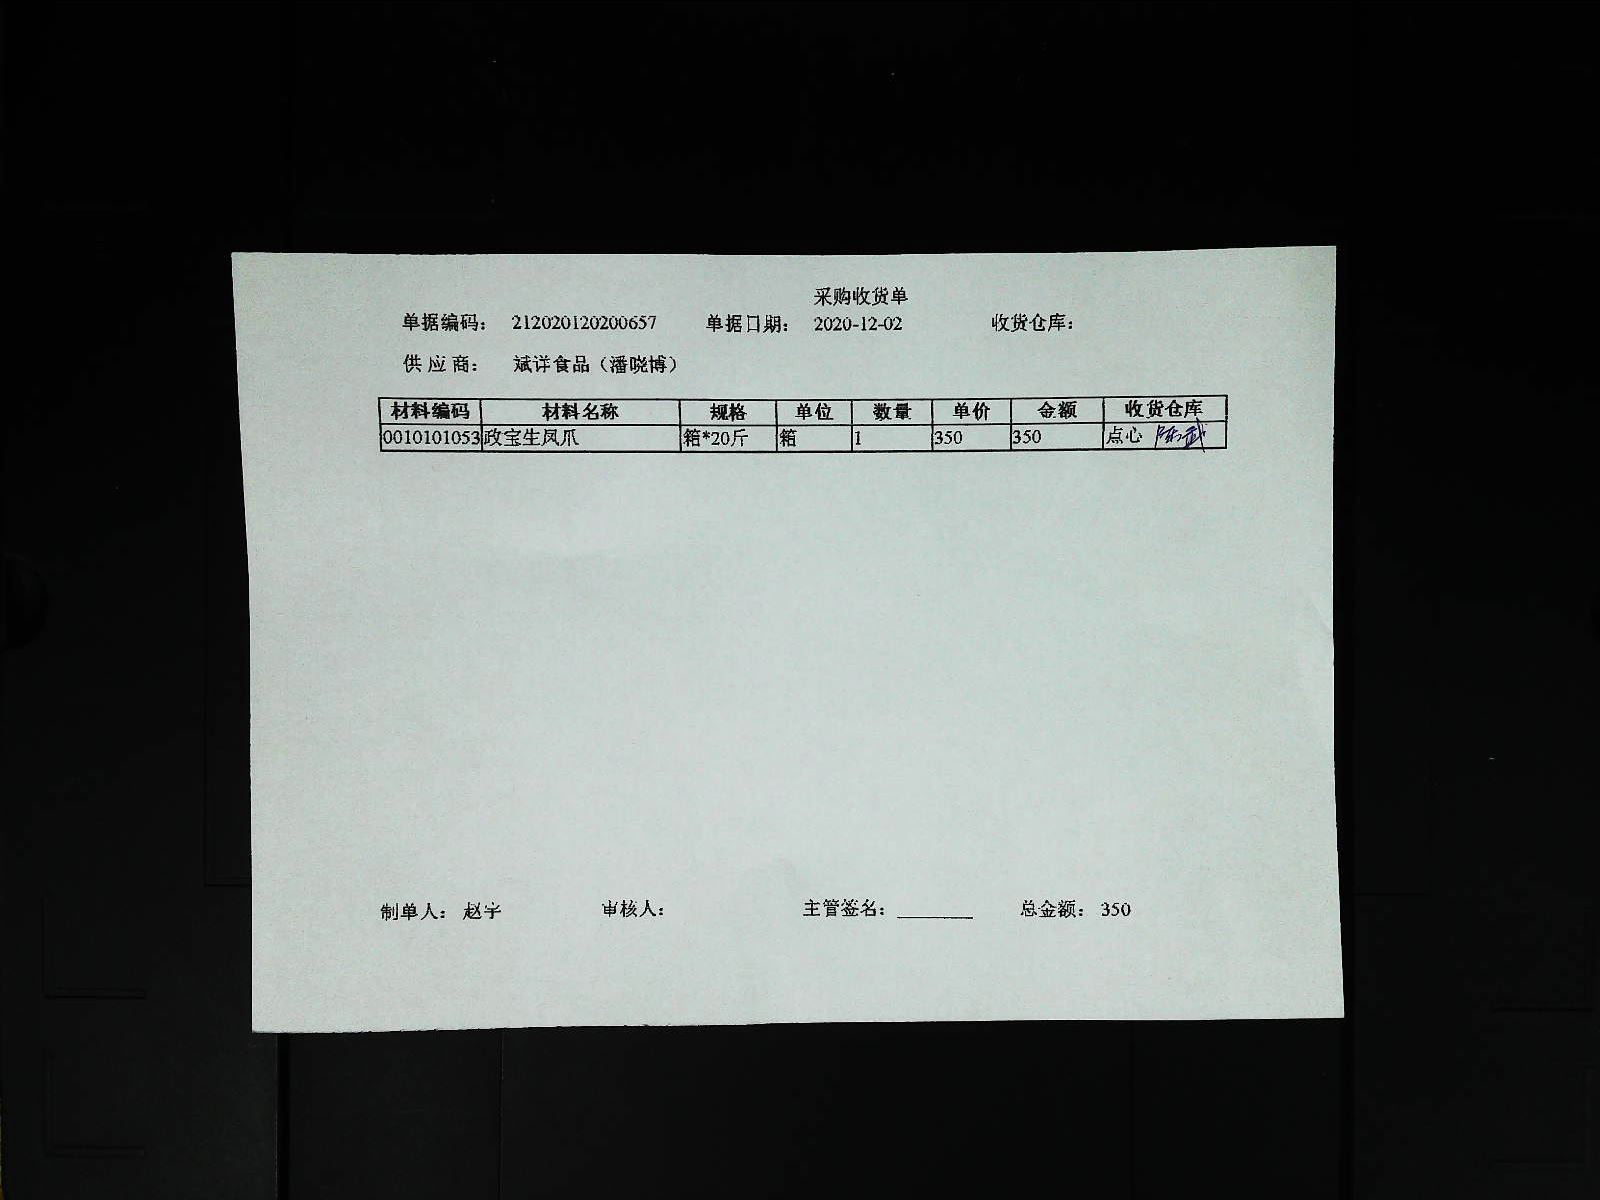 采购收货单
单据编码： 212020120200657 单据日期： 2020-12-02 收货仓库：
供 应 商： 斌详食品（潘晓博）
材料编码 材料名称 规格 单位 数量 单价 金额 收货仓库
0010101053 政宝生凤爪 箱*20斤 箱 1 350 350 点心
制单人： 赵宇 审核人： 主管签名： ________ 总金额： 350